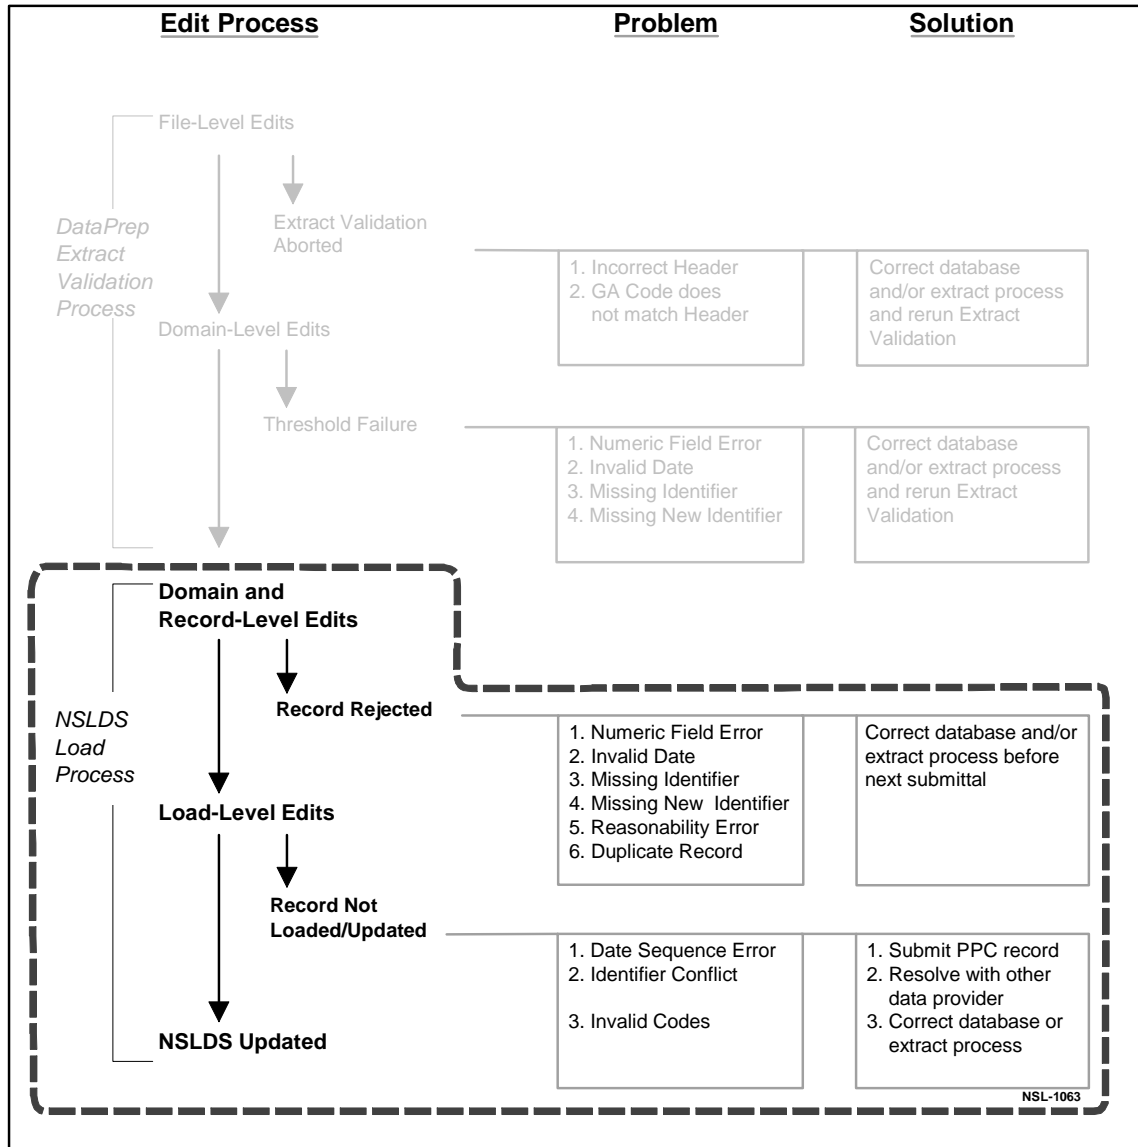 Edit Process
Problem
Solution
File-Level Edits
DataPrep
Extract
Validation
Process
Extract Validation
Aborted
1. Incorrect Header
2. GA Code does
not match Header
Correct database
and/or extract process
and rerun Extract
Validation
Domain-Level Edits
Threshold Failure
1. Numeric Field Error
2. Invalid Date
3. Missing Identifier
4. Missing New Identifier
Correct database
and/or extract process
and rerun Extract
Validation
Domain and
Record-Level Edits
NSLDS
Load
Process
Record Rejected
1. Numeric Field Error
2. Invalid Date
3. Missing Identifier
4. Missing New  Identifier
5. Reasonability Error
6. Duplicate Record
Correct database and/or
extract process before
next submittal
Load-Level Edits
Record Not
Loaded/Updated
1. Date Sequence Error
2. Identifier Conflict
3. Invalid Codes
1. Submit PPC record
2. Resolve with other
data provider
3. Correct database or
extract process
NSLDS Updated
NSL-1063